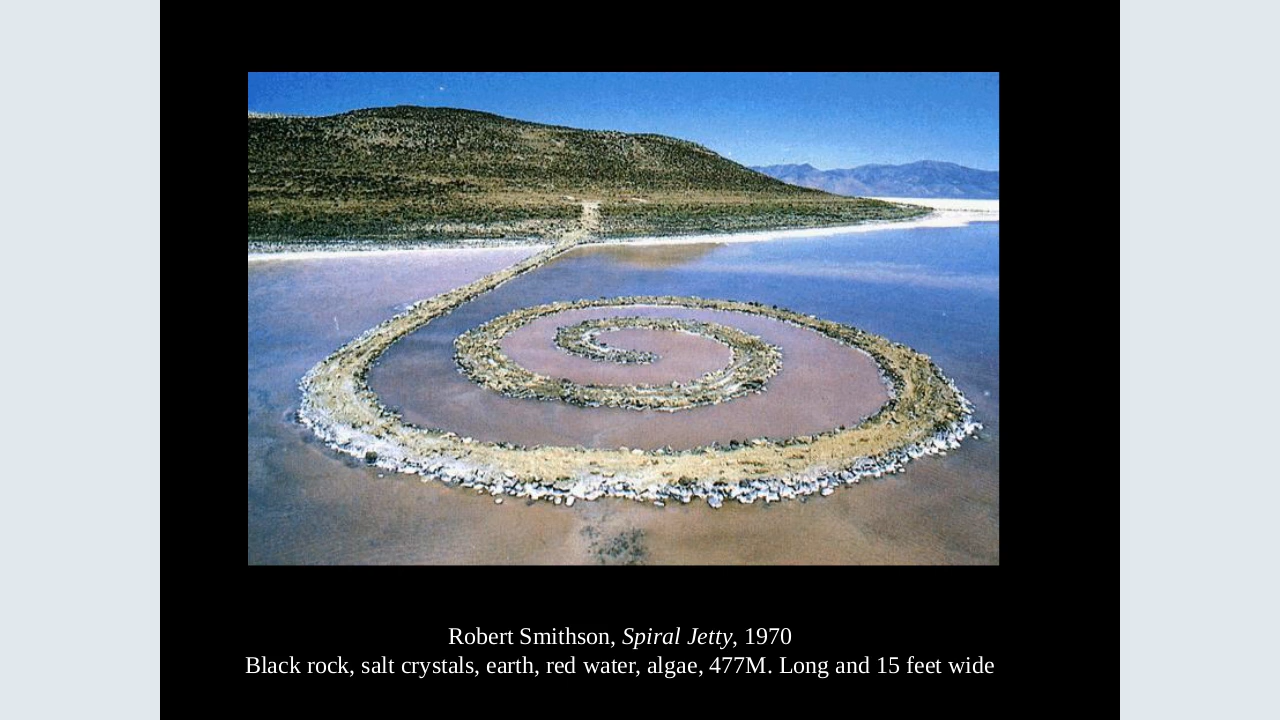 Robert Smithson, Spiral Jetty, 1970
Black rock, salt crystals, earth, red water, algae, 477M. Long and 15 feet wide